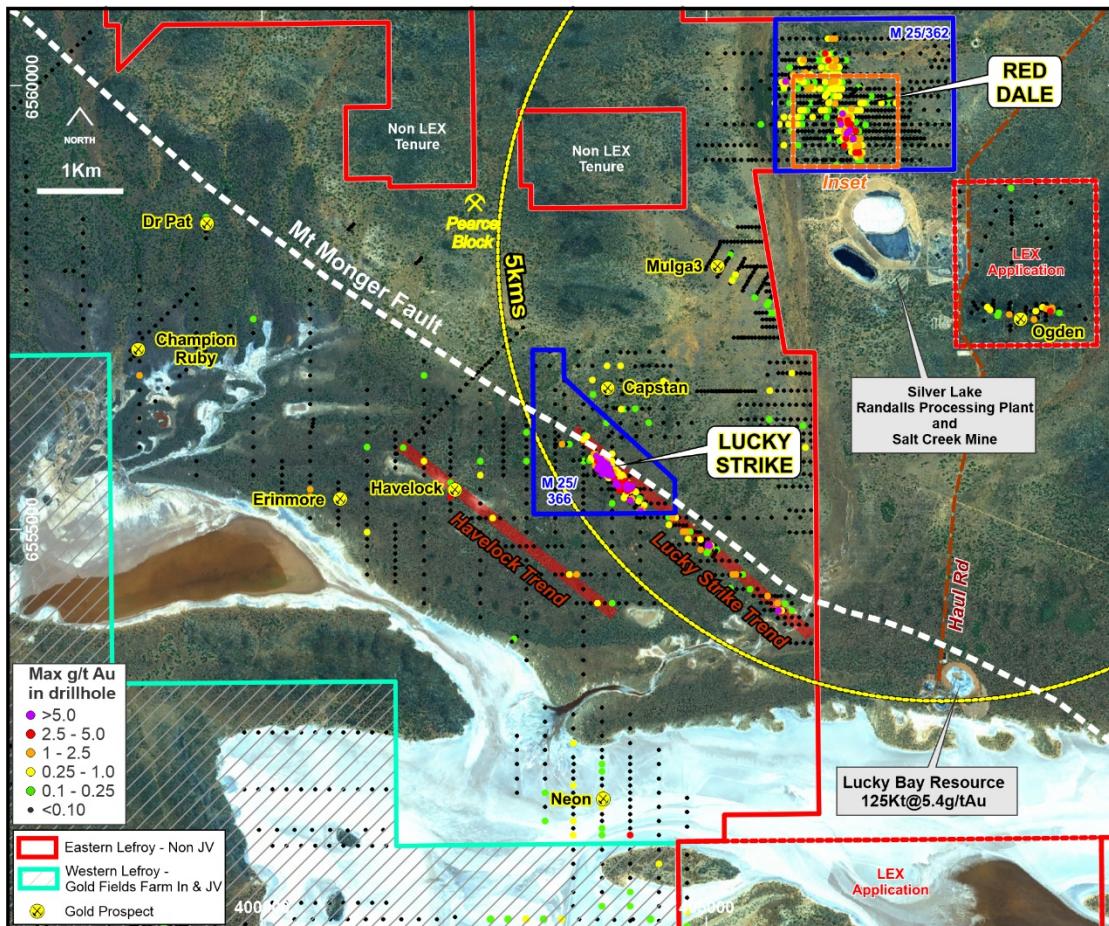 M 25/362
RED
DALE
6560000
NORTH
1Km
Non LEX
Tenure
Non LEX
Tenure
Inset
Pearce
Block
Dr Pat
Mt Monger Fault
5kms
Mulga3
LEX
Application
Ogden
Champion
Ruby
Capstan
Silver Lake
Randalls Processing Plant
and
Salt Creek Mine
LUCKY
STRIKE
M 25/
366
Erinmore
Havelock
Havelock Trend
Lucky Strike Trend
Haul Rd
6555000
Max g/t Au
in drillhole
>5.0
2.5 - 5.0
1 - 2.5
0.25 - 1.0
0.1 - 0.25
<0.10
Neon
Lucky Bay Resource
125Kt@5.4g/tAu
Eastern Lefroy - Non JV
Western Lefroy -
Gold Fields Farm In & JV
Gold Prospect
LEX
Application